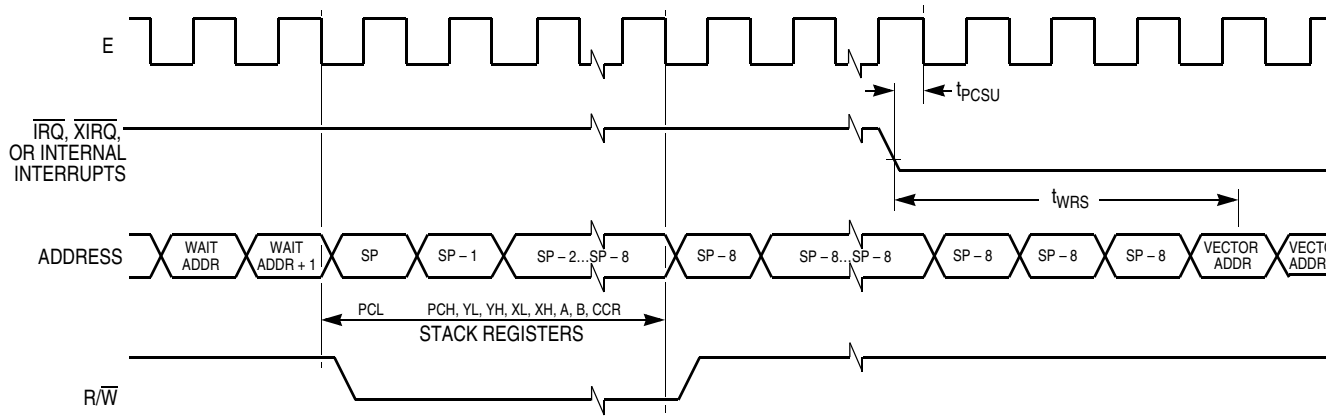 E
tPCSU
IRQ, XIRQ,
OR INTERNAL
INTERRUPTS
tWRS
ADDRESS
WAIT ADDR
WAIT ADDR + 1
SP
SP – 1
SP – 2...SP – 8
SP – 8
SP – 8...SP – 8
SP – 8
SP – 8
SP – 8
VECTOR ADDR
PCL
PCH, YL, YH, XL, XH, A, B, CCR
STACK REGISTERS
R/W